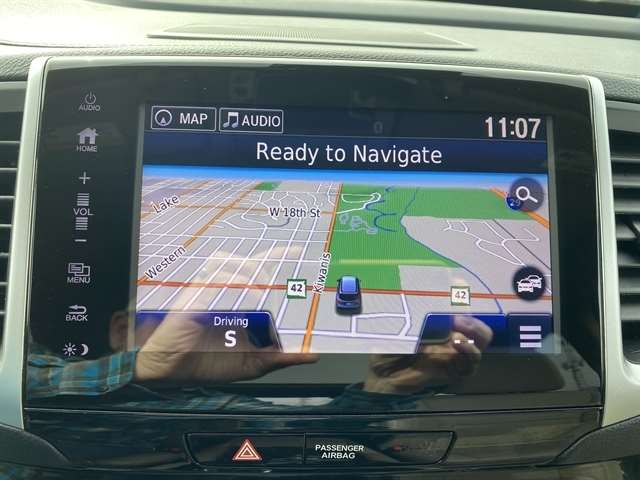 AUDIO
MAP
AUDIO
11:07
HOME
Ready to Navigate
+
VOL
-
Lake
W 18th St
Western
Kiwanis
MENU
42
42
BACK
Driving
S
--
PASSENGER
AIRBAG